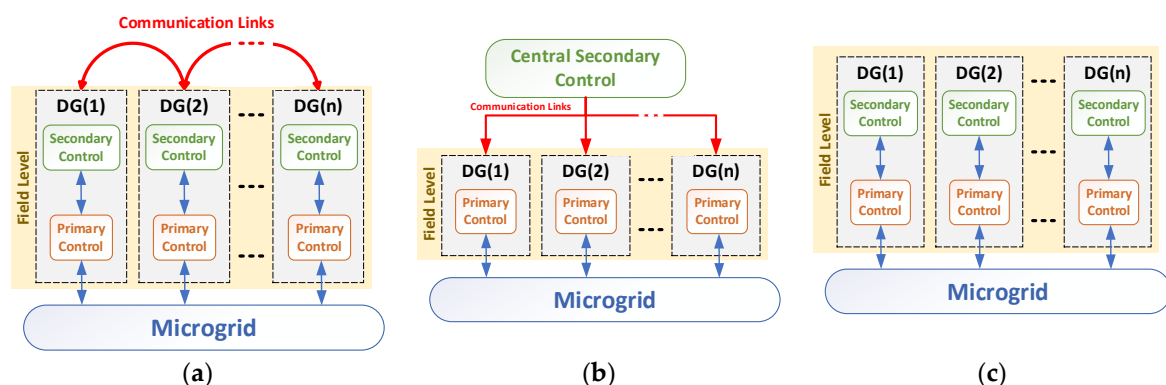 Communication Links
DG(1)
DG(2)
DG(n)
Secondary
Control
Secondary
Control
Secondary
Control
Field Level
Primary
Control
Primary
Control
Primary
Control
Microgrid
(a)
Central Secondary
Control
Communication Links
DG(1)
DG(2)
DG(n)
Field Level
Primary
Control
Primary
Control
Primary
Control
Microgrid
(b)
DG(1)
DG(2)
DG(n)
Secondary
Control
Secondary
Control
Secondary
Control
Field Level
Primary
Control
Primary
Control
Primary
Control
Microgrid
(c)